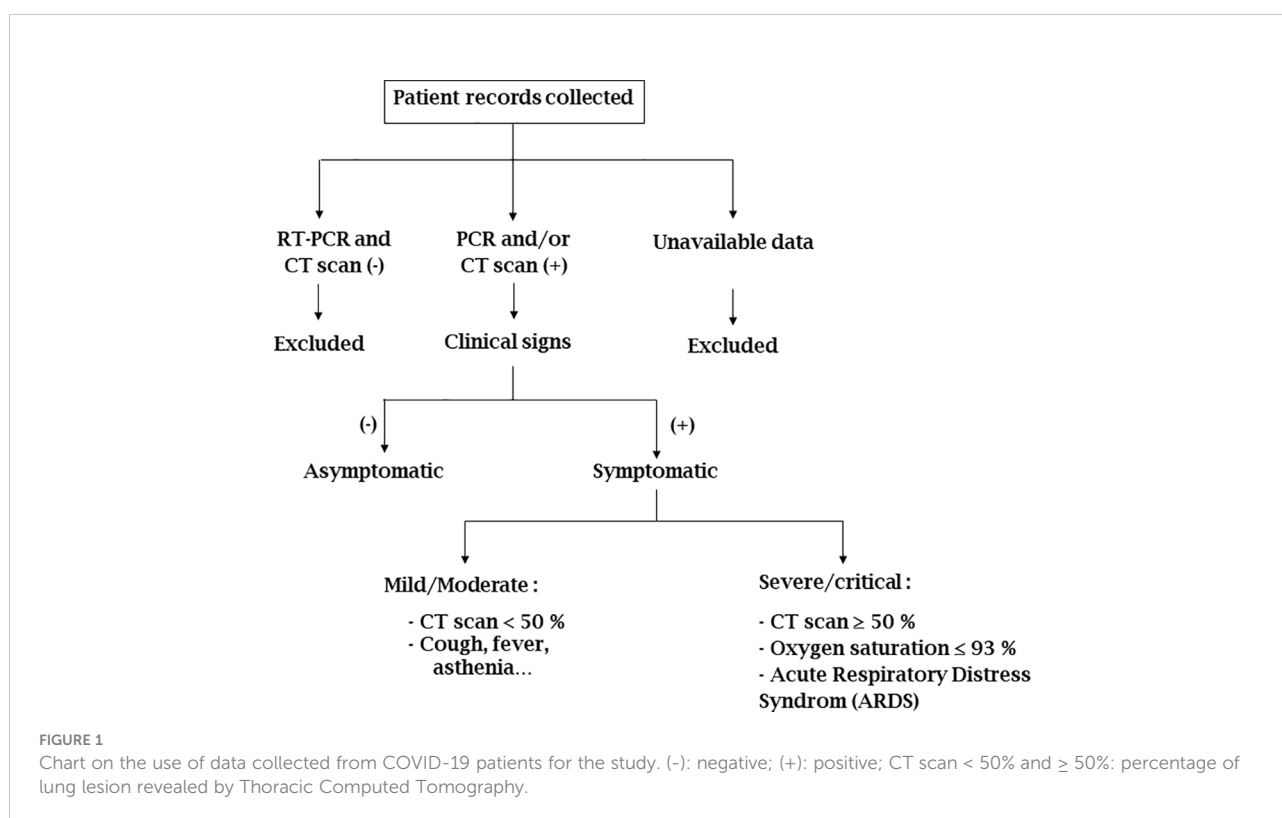 Patient records collected
RT-PCR and
CT scan (-)
PCR and/or
CT scan (+)
Unavailable data
Excluded
Clinical signs
Excluded
(-)
(+)
Asymptomatic
Symptomatic
Mild/Moderate :
- CT scan < 50 %
- Cough, fever,
asthenia...
Severe/critical :
- CT scan ≥ 50 %
- Oxygen saturation ≤ 93 %
- Acute Respiratory Distress
Syndrom (ARDS)
FIGURE 1
Chart on the use of data collected from COVID-19 patients for the study. (-): negative; (+): positive; CT scan < 50% and ≥ 50%: percentage of
lung lesion revealed by Thoracic Computed Tomography.